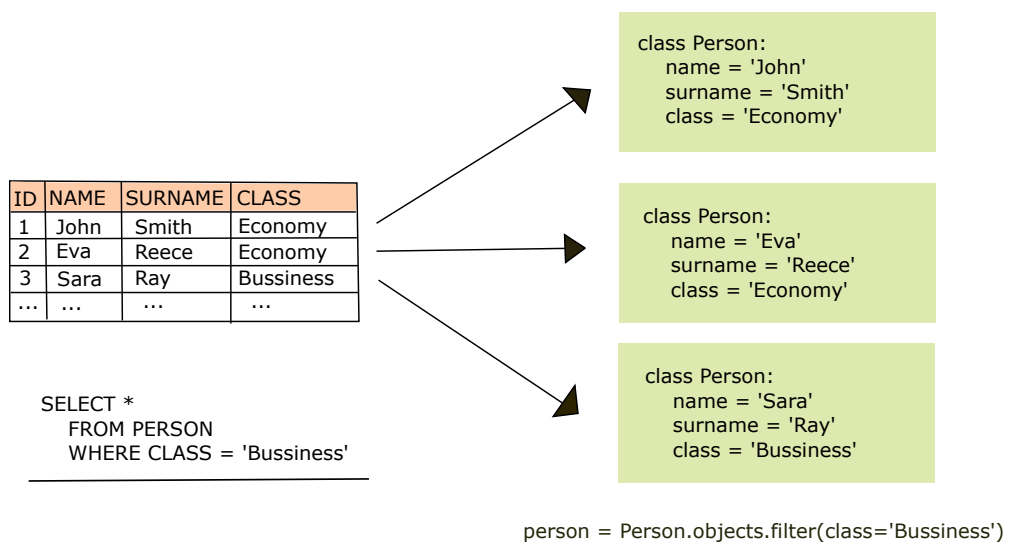 ID NAME SURNAME CLASS
1 John Smith Economy
2 Eva Reece Economy
3 Sara Ray Bussiness
... ... ... ...
SELECT *
FROM PERSON
WHERE CLASS = 'Bussiness'
class Person:
name = 'John'
surname = 'Smith'
class = 'Economy'
class Person:
name = 'Eva'
surname = 'Reece'
class = 'Economy'
class Person:
name = 'Sara'
surname = 'Ray'
class = 'Bussiness'
person = Person.objects.filter(class='Bussiness')